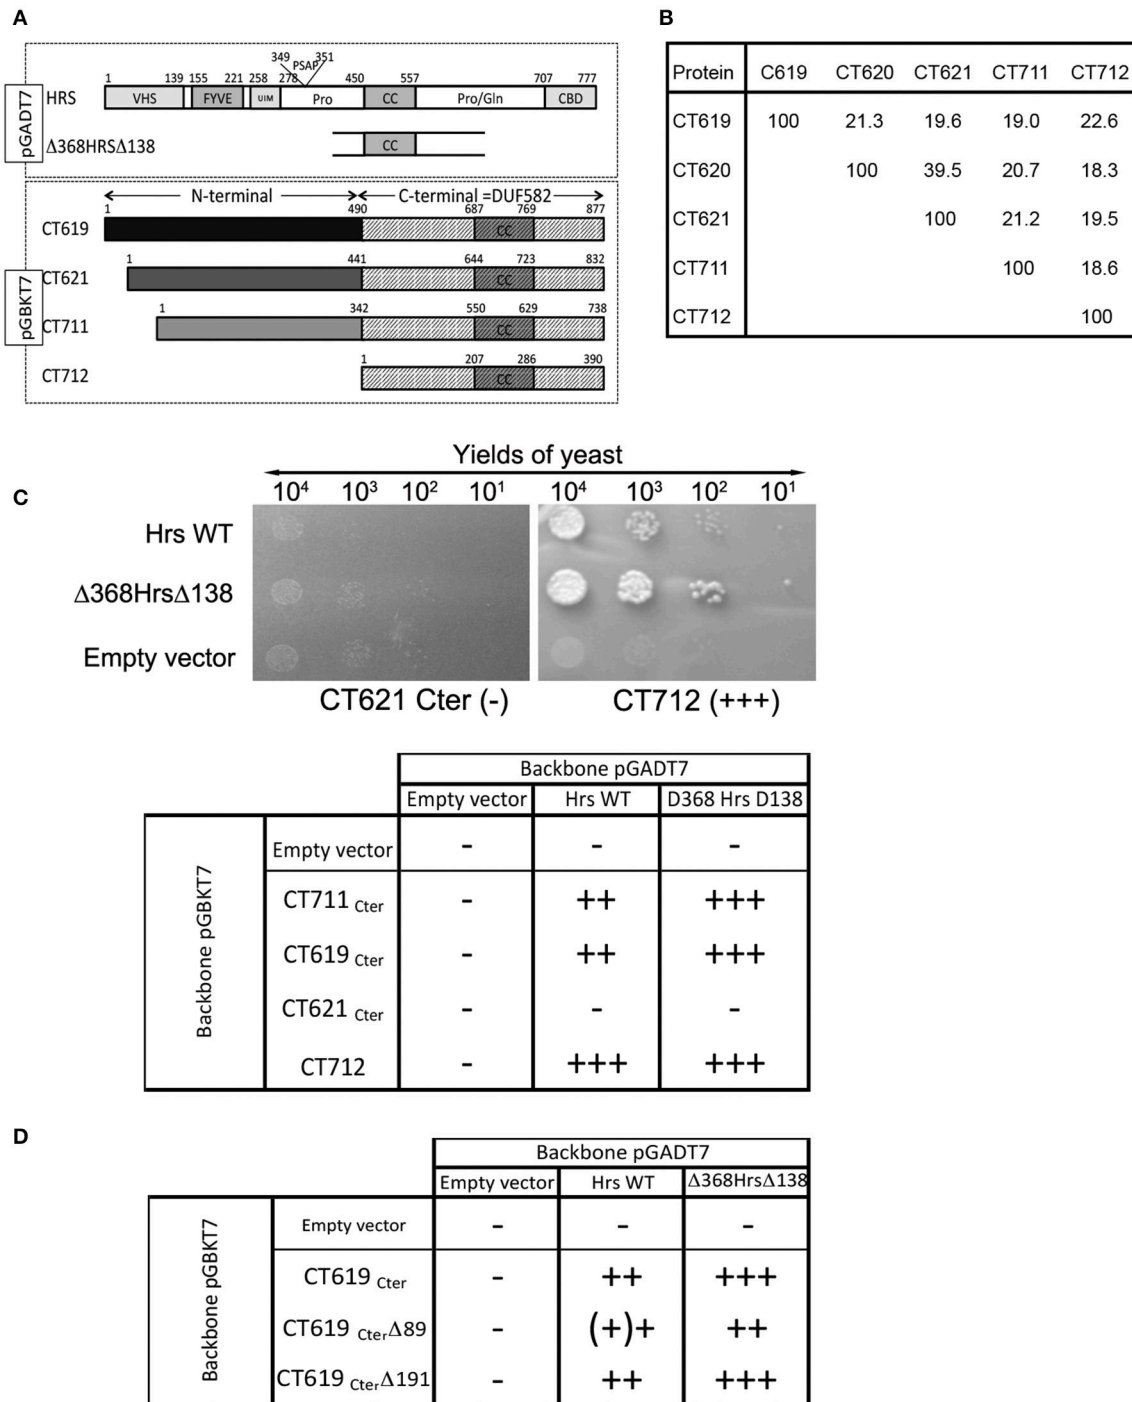 A
349 PSAP 351
1 139 155 221 258 278 450 557 707 777
HRS VHS FYVE UIM Pro CC Pro/Gln CBD
pGADT7
Δ368HRSΔ138 CC
N-terminal C-terminal =DUF582
1 490 687 769 877
CT619 CC
1 441 644 723 832
CT621 CC
pGBKT7
1 342 550 629 738
CT711 CC
1 207 286 390
CT712 CC
B
Protein C619 CT620 CT621 CT711 CT712
CT619 100 21.3 19.6 19.0 22.6
CT620 100 39.5 20.7 18.3
CT621 100 21.2 19.5
CT711 100 18.6
CT712 100
C
Yields of yeast
10⁴ 10³ 10² 10¹ 10⁴ 10³ 10² 10¹
Hrs WT
Δ368HrsΔ138
Empty vector
CT621 Cter (-) CT712 (+++)
Backbone pGADT7
Empty vector Hrs WT D368 Hrs D138
Backbone pGBKT7
Empty vector - - -
CT711 Cter - ++ +++
CT619 Cter - ++ +++
CT621 Cter - - -
CT712 - +++ +++
D
Backbone pGADT7
Empty vector Hrs WT Δ368HrsΔ138
Backbone pGBKT7
Empty vector - - -
CT619 Cter - ++ +++
CT619 CterΔ89 - (+)+ ++
CT619 CterΔ191 - ++ +++